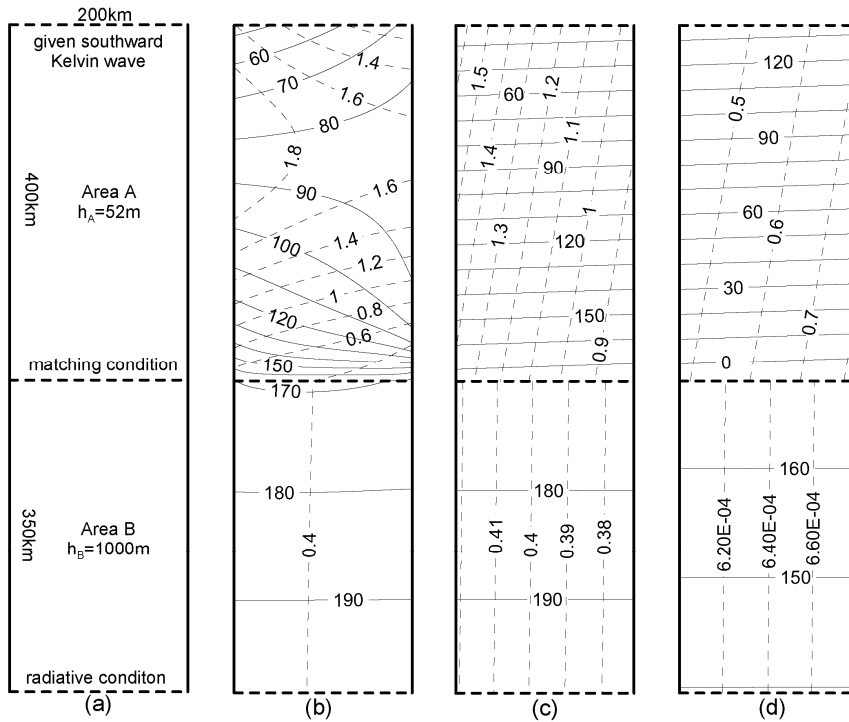 200km
given southward
Kelvin wave
400km
Area A
hA=52m
matching condition
350km
Area B
hB=1000m
radiative conditon
(a)
60
1.4
70
1.6
80
1.8
90
1.6
100
1.4
1.2
1
0.8
120
0.6
150
170
180
0.4
190
(b)
1.5
60
1.2
1.1
1.4
90
1
1.3
120
150
0.9
180
0.41
0.4
0.39
0.38
190
(c)
120
0.5
90
60
0.6
30
0.7
0
160
6.20E-04
6.40E-04
6.60E-04
150
(d)